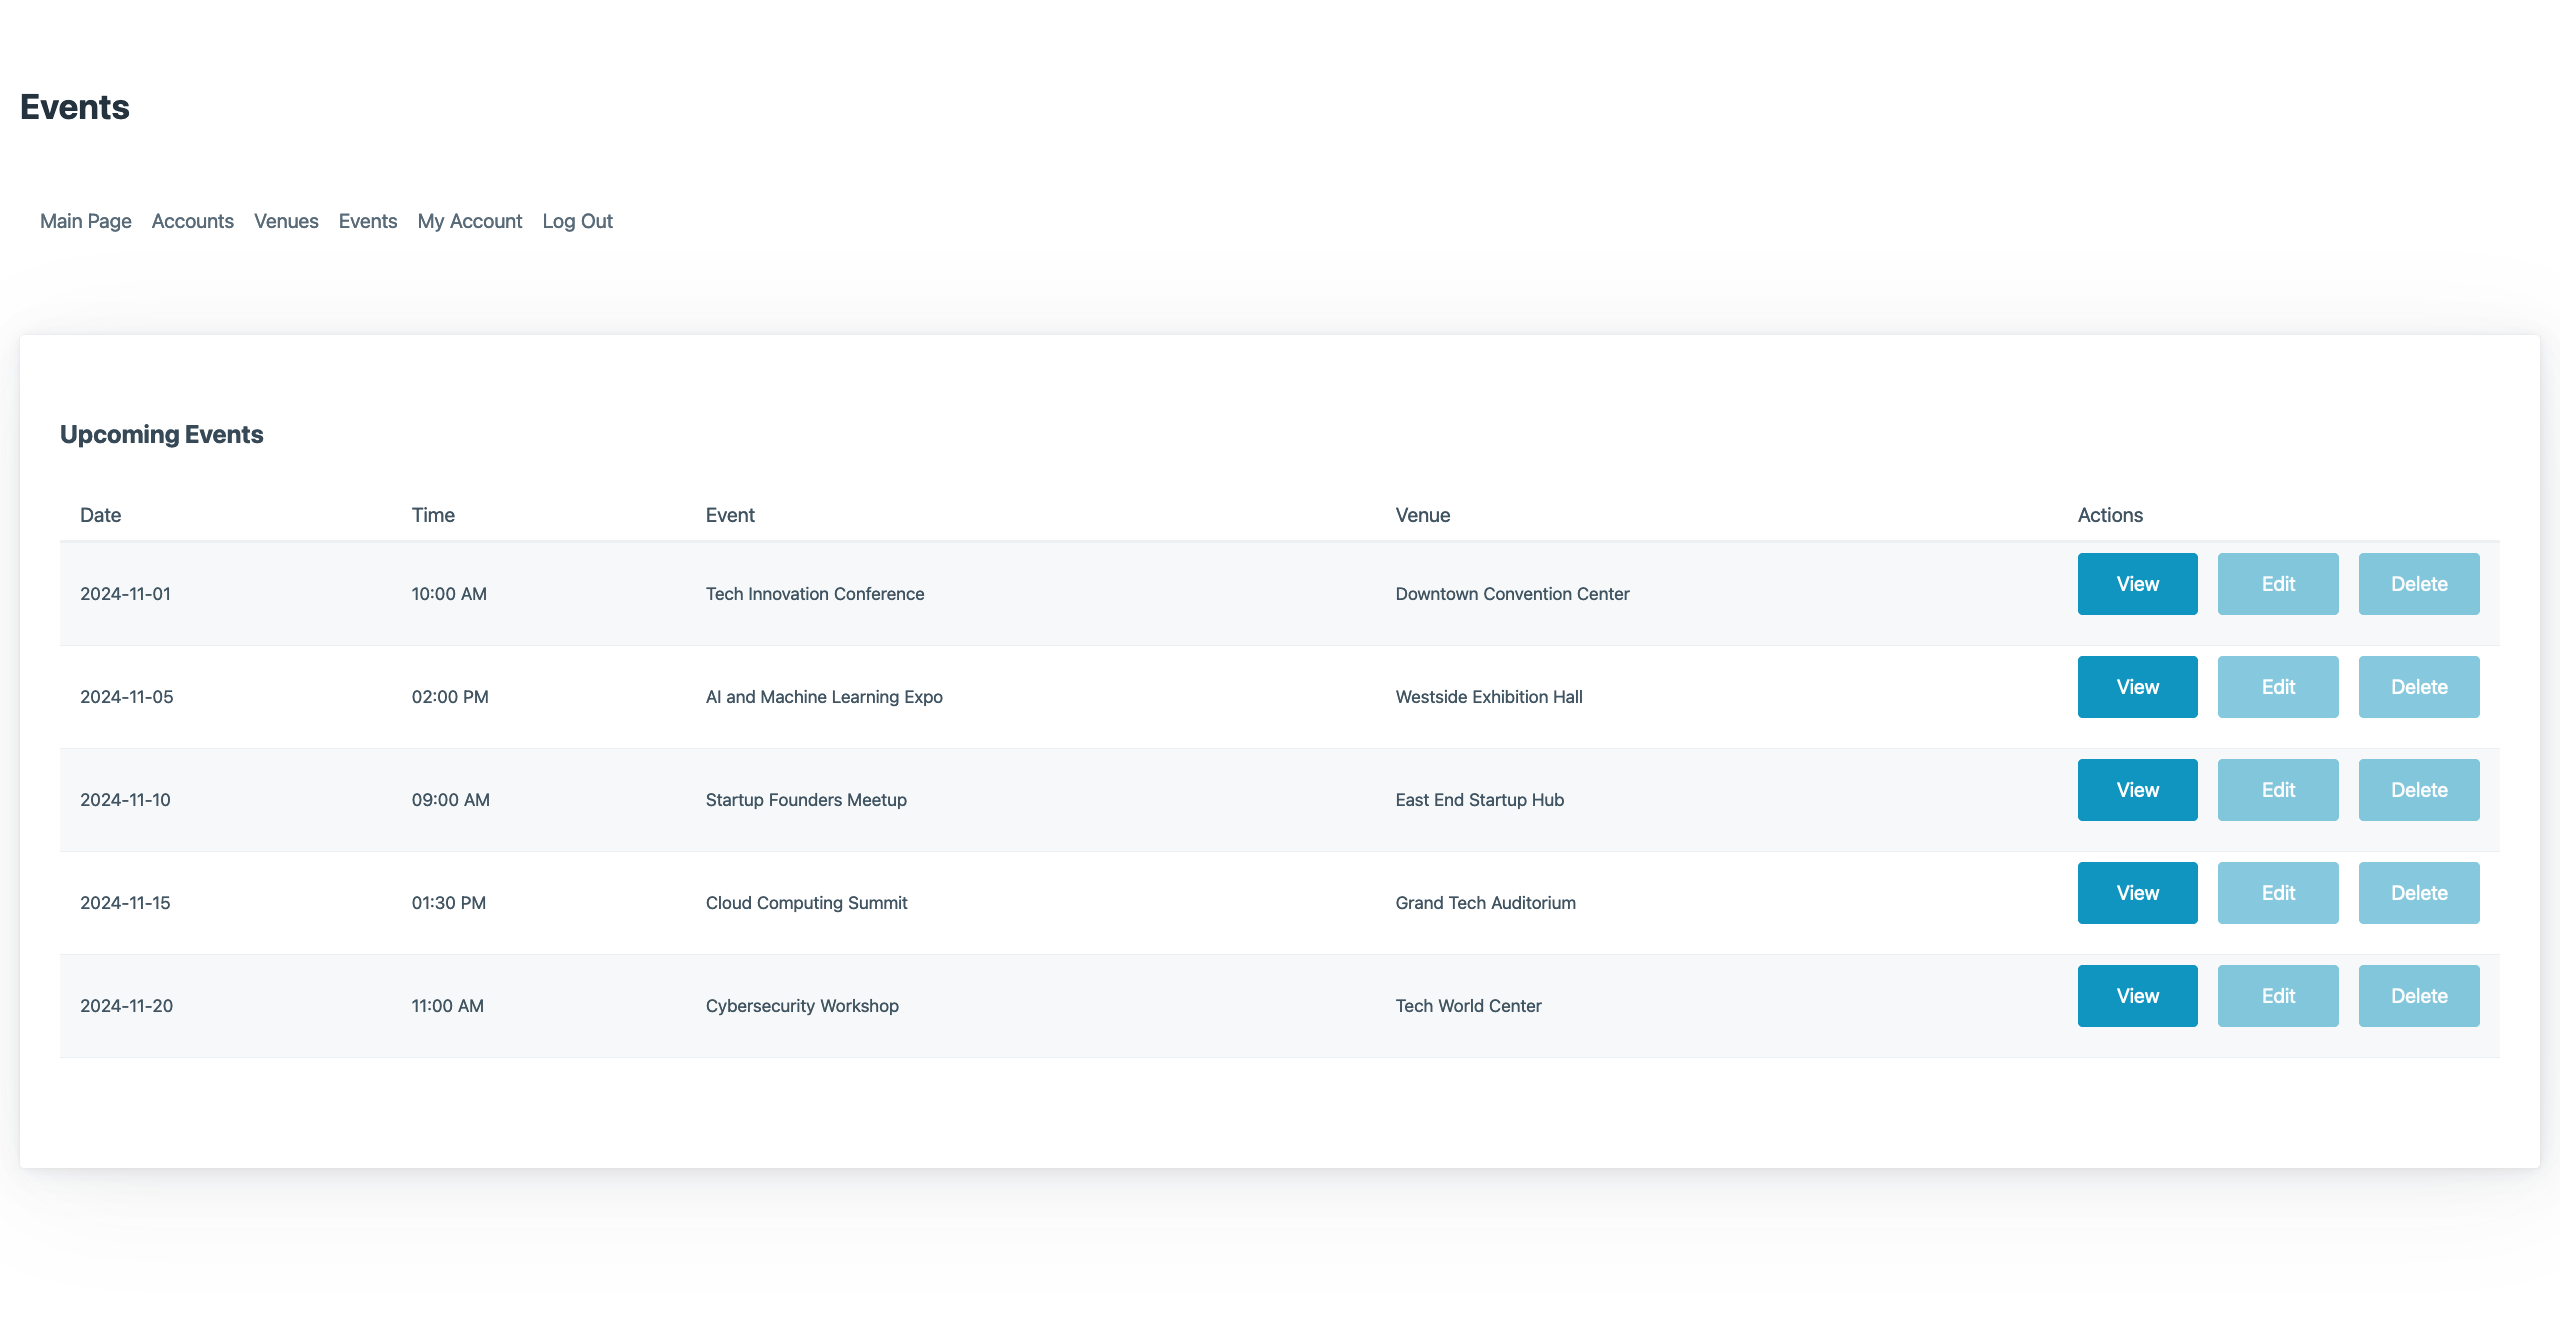 Events
Main Page Accounts Venues Events My Account Log Out
Upcoming Events
Date Time Event Venue Actions
2024-11-01 10:00 AM Tech Innovation Conference Downtown Convention Center View Edit Delete
2024-11-05 02:00 PM AI and Machine Learning Expo Westside Exhibition Hall View Edit Delete
2024-11-10 09:00 AM Startup Founders Meetup East End Startup Hub View Edit Delete
2024-11-15 01:30 PM Cloud Computing Summit Grand Tech Auditorium View Edit Delete
2024-11-20 11:00 AM Cybersecurity Workshop Tech World Center View Edit Delete